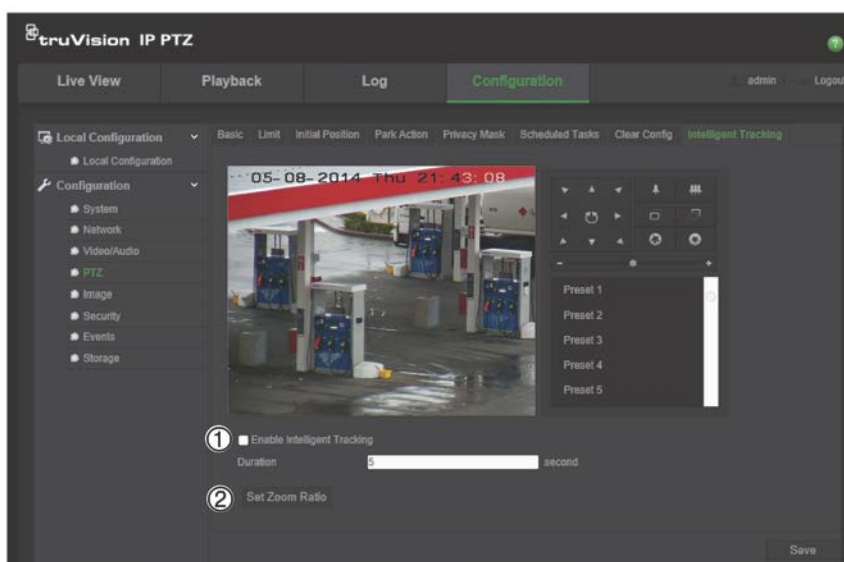 truVision IP PTZ
?
Live View Playback Log Configuration admin Logout
Local Configuration Basic Limit Initial Position Park Action Privacy Mask Scheduled Tasks Clear Config Intelligent Tracking
Local Configuration
Configuration
System
Network
Video/Audio
PTZ
Image
Security
Events
Storage
05-08-2014 Thu 21:43:08
Preset 1
Preset 2
Preset 3
Preset 4
Preset 5
1 Enable Intelligent Tracking
Duration 5 second
2 Set Zoom Ratio
Save